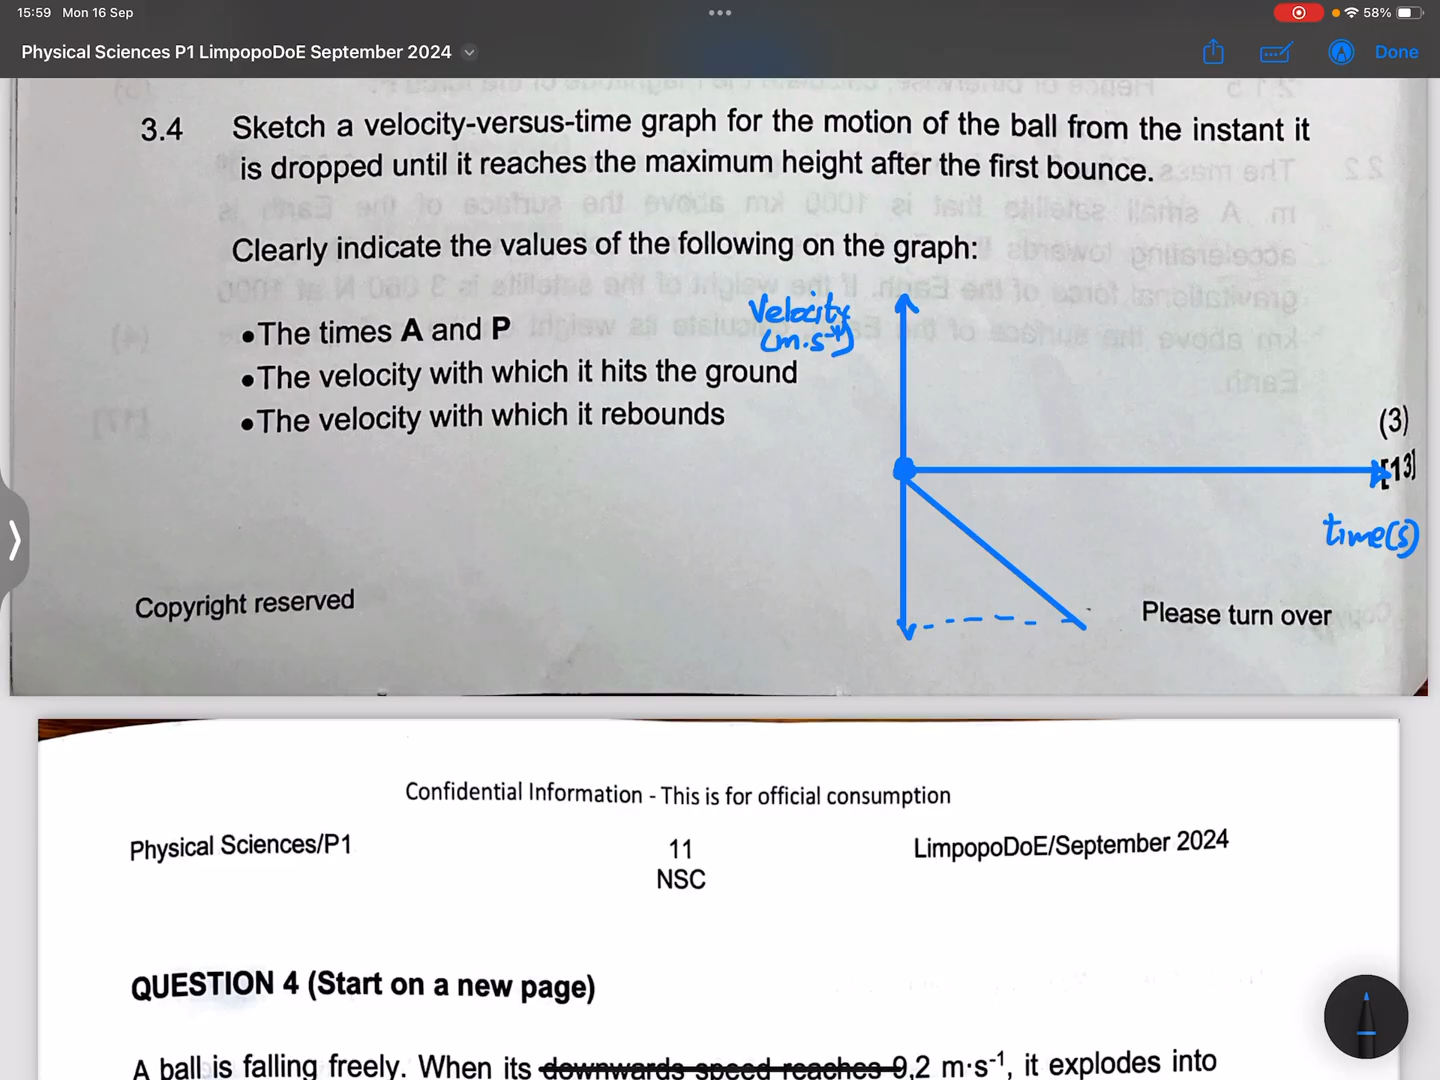 15:59 Mon 16 Sep
58%
Physical Sciences P1 LimpopoDoE September 2024
Done
3.4 Sketch a velocity-versus-time graph for the motion of the ball from the instant it
is dropped until it reaches the maximum height after the first bounce.
Clearly indicate the values of the following on the graph:
Velocity
(m·s⁻¹)
•The times A and P
•The velocity with which it hits the ground
•The velocity with which it rebounds
(3)
[13]
time(s)
Copyright reserved
Please turn over
Confidential Information - This is for official consumption
Physical Sciences/P1
11
NSC
LimpopoDoE/September 2024
QUESTION 4 (Start on a new page)
A ball is falling freely. When its downwards speed reaches 9,2 m·s⁻¹, it explodes into